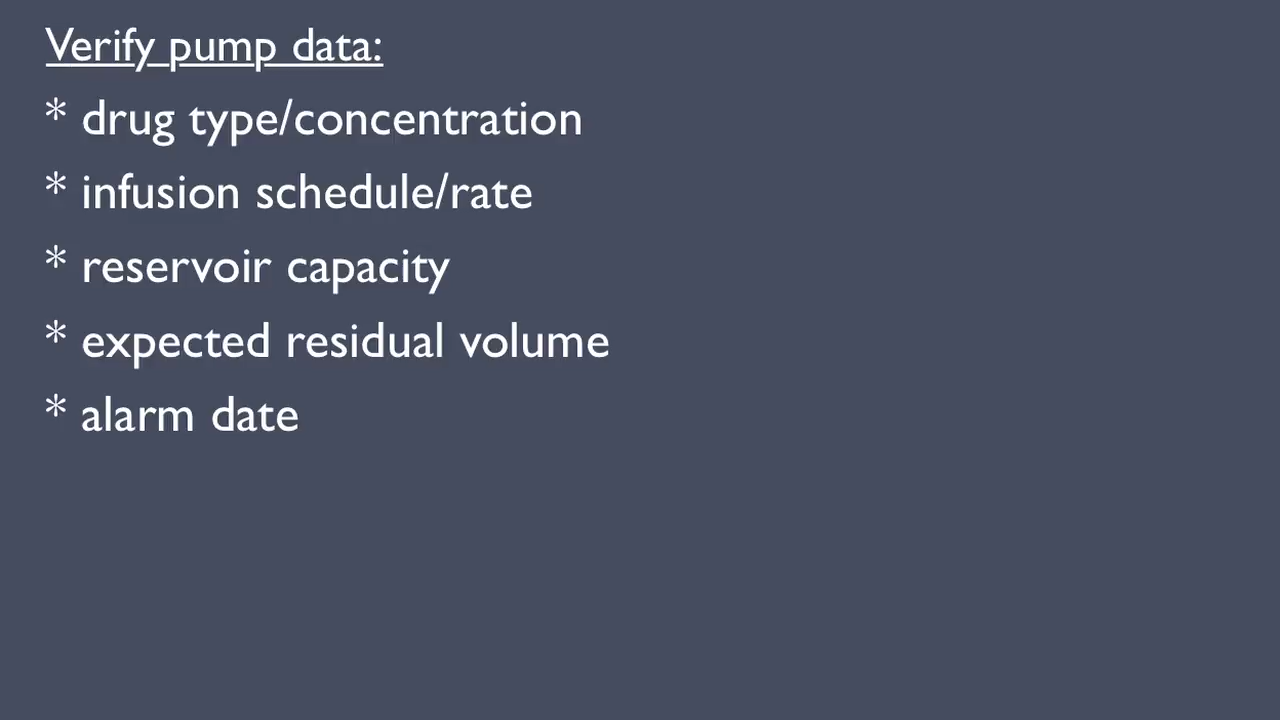 Verify pump data:
* drug type/concentration
* infusion schedule/rate
* reservoir capacity
* expected residual volume
* alarm date